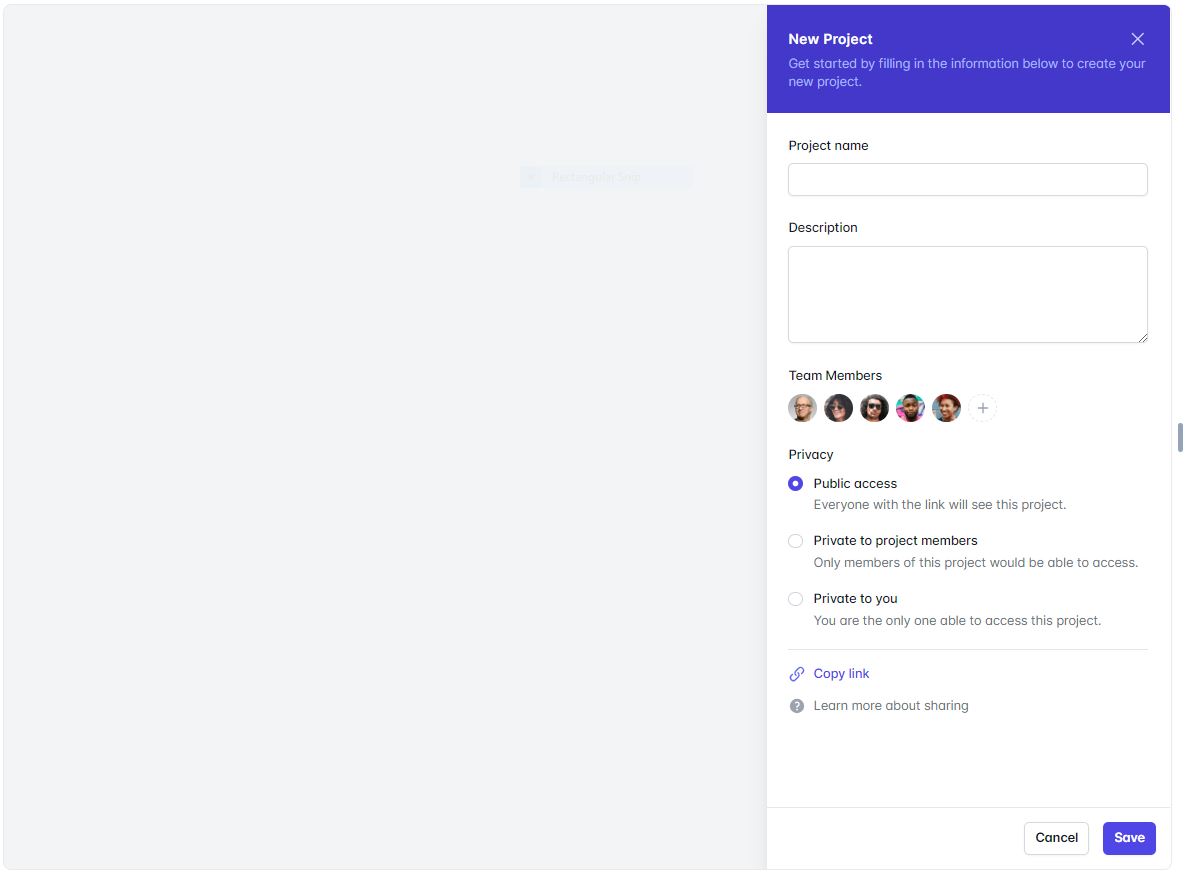 New Project
Get started by filling in the information below to create your
new project.
Rectangular Snip
Project name
Description
Team Members
Privacy
Public access
Everyone with the link will see this project.
Private to project members
Only members of this project would be able to access.
Private to you
You are the only one able to access this project.
Copy link
? Learn more about sharing
Cancel
Save